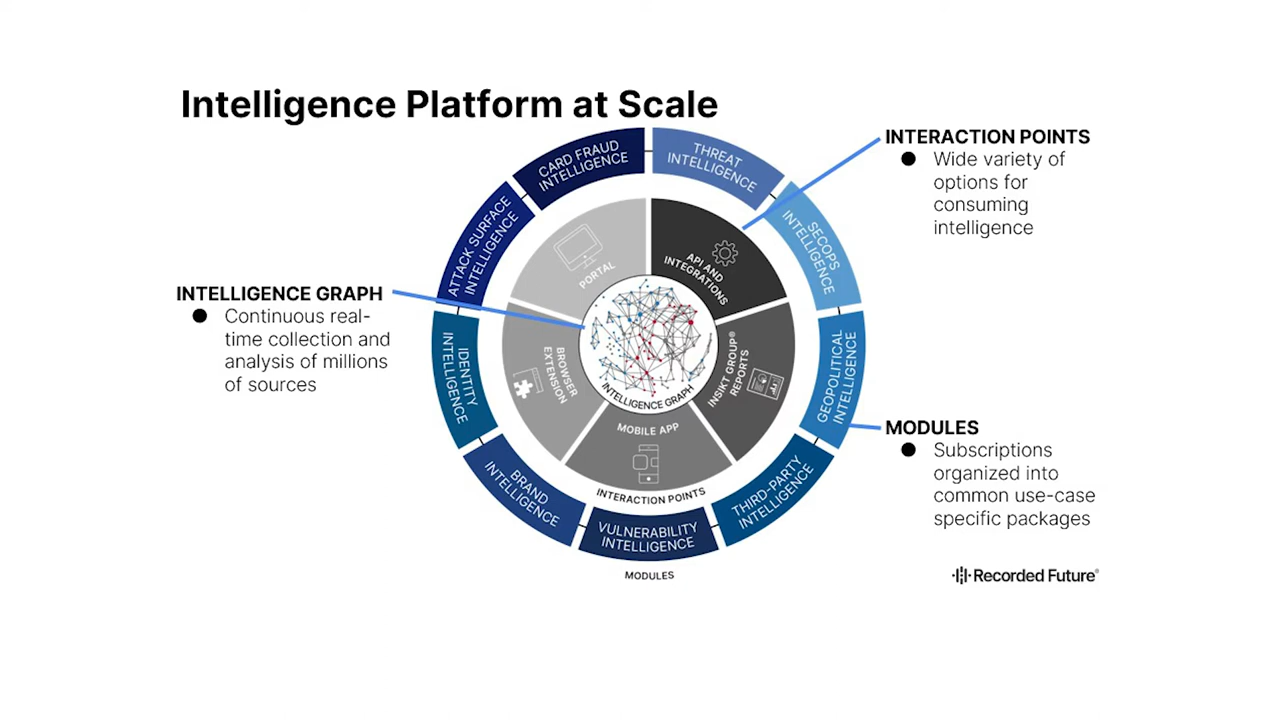 Intelligence Platform at Scale
INTERACTION POINTS
● Wide variety of
options for
consuming
intelligence
INTELLIGENCE GRAPH
● Continuous real-
time collection and
analysis of millions
of sources
MODULES
● Subscriptions
organized into
common use-case
specific packages
CARD FRAUD
INTELLIGENCE
THREAT
INTELLIGENCE
SECOPS
INTELLIGENCE
GEOPOLITICAL
INTELLIGENCE
THIRD-PARTY
INTELLIGENCE
VULNERABILITY
INTELLIGENCE
BRAND
INTELLIGENCE
IDENTITY
INTELLIGENCE
ATTACK SURFACE
INTELLIGENCE
PORTAL
API AND
INTEGRATIONS
INSIKT GROUP®
REPORTS
MOBILE APP
BROWSER
EXTENSION
INTELLIGENCE GRAPH
INTERACTION POINTS
MODULES
Recorded Future®